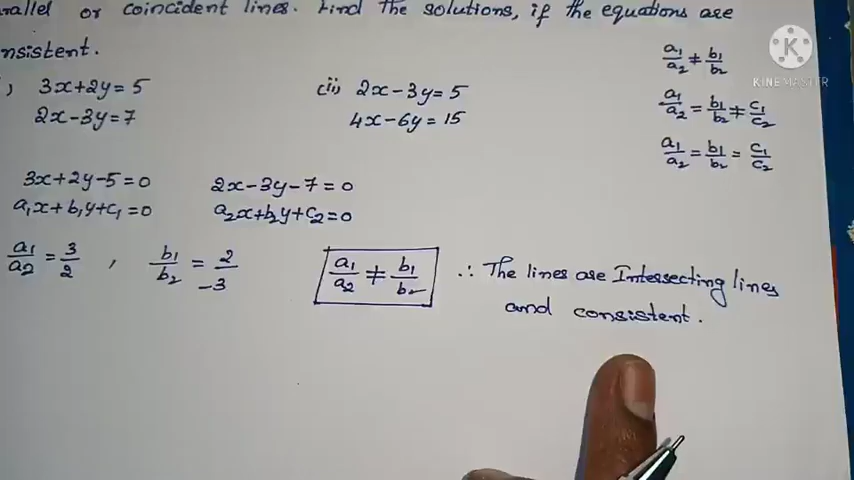 or coincident lines. Find the solutions, if the equations are
3x+2y=5
2x-3y=7
(ii) 2x-3y=5
4x-6y=15
a₁/a₂ ≠ b₁/b₂
a₁/a₂ = b₁/b₂ ≠ c₁/c₂
a₁/a₂ = b₁/b₂ = c₁/c₂
KINEMASTER
3x+2y-5=0 2x-3y-7=0
a₁x+b₁y+c₁=0 a₂x+b₂y+c₂=0
a₁/a₂ = 3/2 , b₁/b₂ = 2/-3 a₁/a₂ ≠ b₁/b₂ ∴ The lines are Intersecting lines
and consistent.